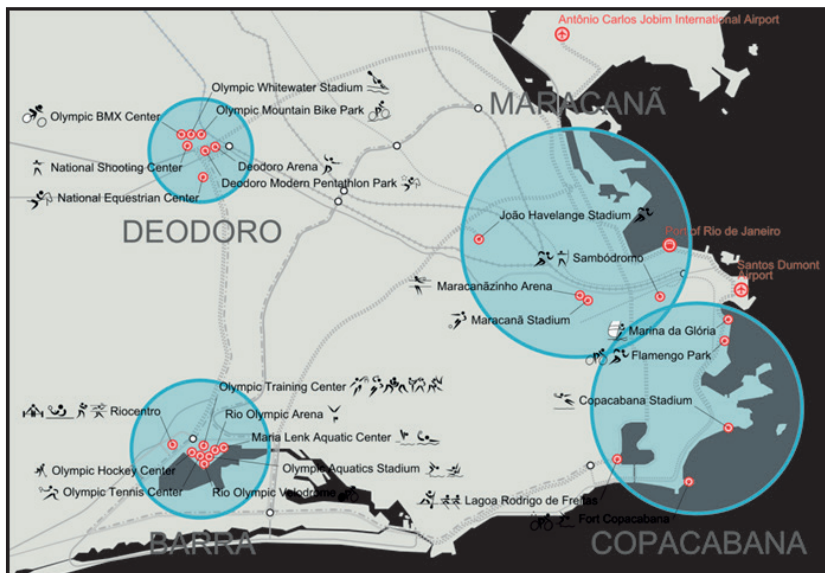 Antônio Carlos Jobim International Airport
MARACANÃ
Olympic Whitewater Stadium
Olympic Mountain Bike Park
Olympic BMX Center
National Shooting Center
Deodoro Arena
Deodoro Modern Pentathlon Park
National Equestrian Center
DEODORO
João Havelange Stadium
Port of Rio de Janeiro
Sambódromo
Santos Dumont
Airport
Maracanãzinho Arena
Maracanã Stadium
Marina da Glória
Flamengo Park
Olympic Training Center
Copacabana Stadium
Riocentro
Rio Olympic Arena
Maria Lenk Aquatic Center
Olympic Hockey Center
Olympic Aquatics Stadium
Olympic Tennis Center
Rio Olympic Velodrome
Lagoa Rodrigo de Freitas
Fort Copacabana
BARRA
COPACABANA